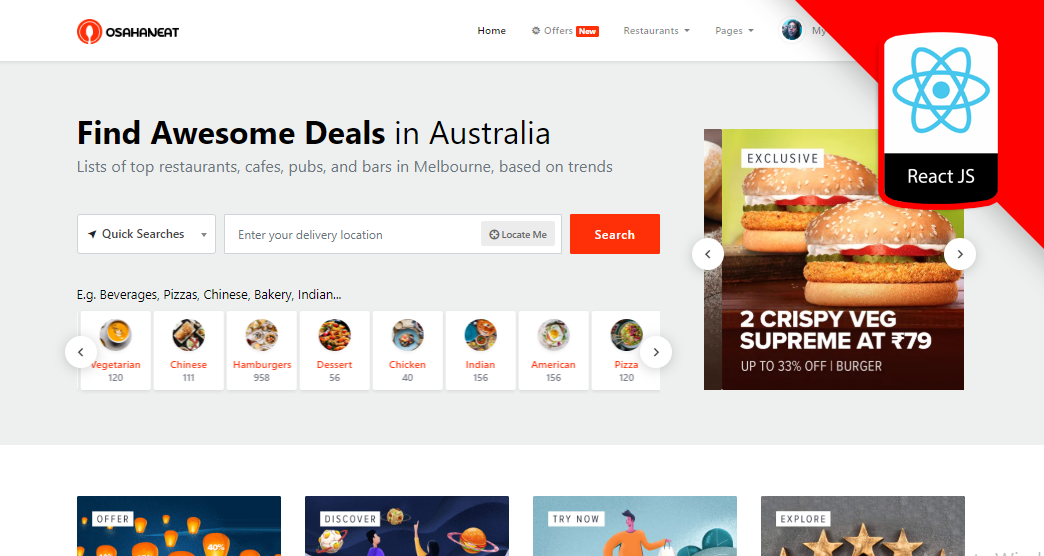 OSAHANEAT
Home
Offers New
Restaurants
Pages
My
React JS
Find Awesome Deals in Australia
Lists of top restaurants, cafes, pubs, and bars in Melbourne, based on trends
Quick Searches
Enter your delivery location
Locate Me
Search
E.g. Beverages, Pizzas, Chinese, Bakery, Indian...
Vegetarian
120
Chinese
111
Hamburgers
958
Dessert
56
Chicken
40
Indian
156
American
156
Pizza
120
EXCLUSIVE
2 CRISPY VEG
SUPREME AT ₹79
UP TO 33% OFF | BURGER
OFFER
40%
DISCOVER
TRY NOW
EXPLORE